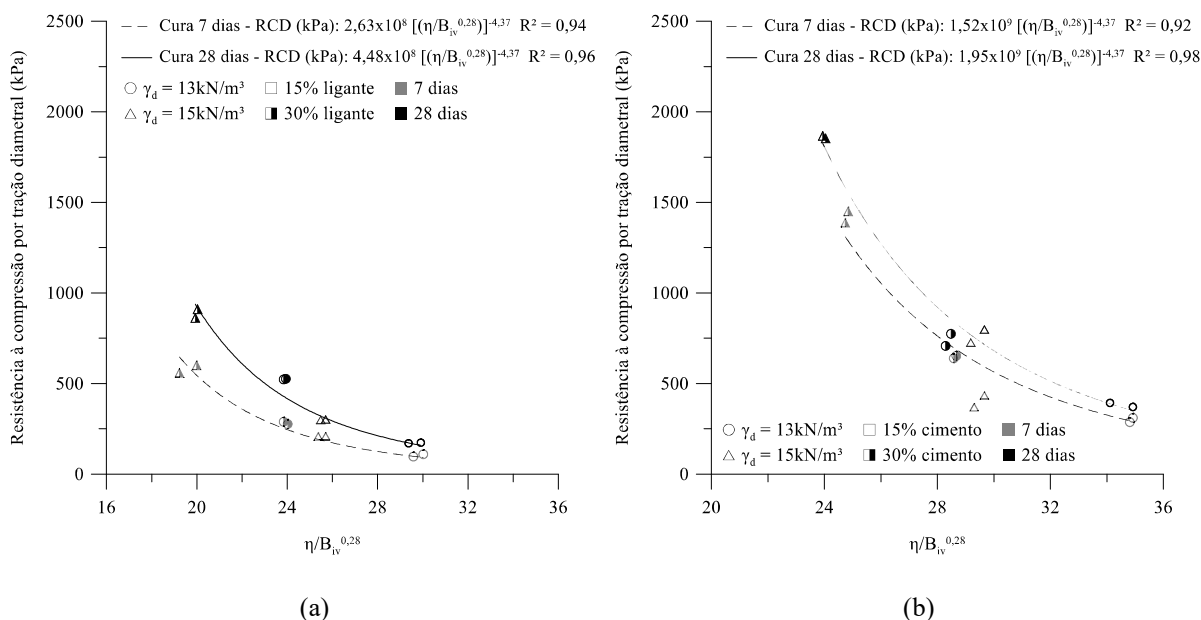 Cura 7 dias - RCD (kPa): 2,63x10⁸ [(η/Bᵢᵥ⁰,²⁸)]⁻⁴,³⁷ R² = 0,94
Cura 28 dias - RCD (kPa): 4,48x10⁸ [(η/Bᵢᵥ⁰,²⁸)]⁻⁴,³⁷ R² = 0,96
γd = 13kN/m³ 15% ligante 7 dias
γd = 15kN/m³ 30% ligante 28 dias
Resistência à compressão por tração diametral (kPa)
2500
2000
1500
1000
500
0
16 20 24 28 32 36
η/Bᵢᵥ⁰,²⁸
(a)
Cura 7 dias - RCD (kPa): 1,52x10⁹ [(η/Bᵢᵥ⁰,²⁸)]⁻⁴,³⁷ R² = 0,92
Cura 28 dias - RCD (kPa): 1,95x10⁹ [(η/Bᵢᵥ⁰,²⁸)]⁻⁴,³⁷ R² = 0,98
Resistência à compressão por tração diametral (kPa)
2500
2000
1500
1000
500
0
γd = 13kN/m³ 15% cimento 7 dias
γd = 15kN/m³ 30% cimento 28 dias
20 24 28 32 36
η/Bᵢᵥ⁰,²⁸
(b)